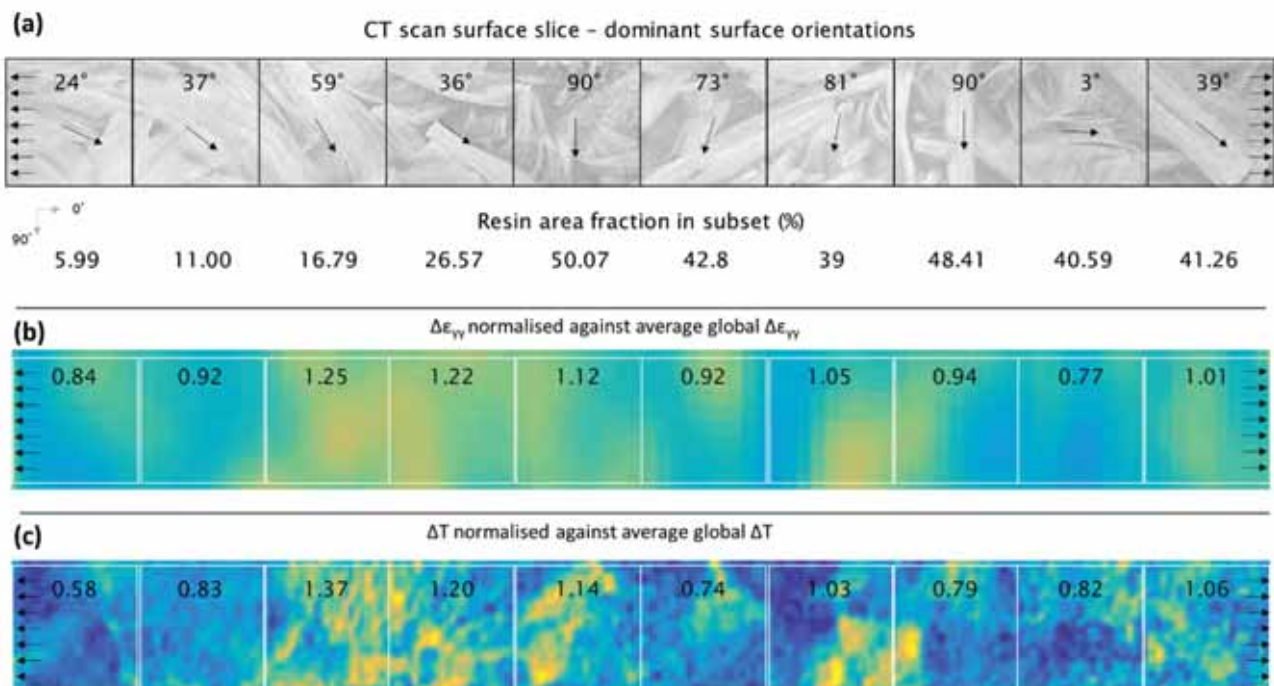 (a)
CT scan surface slice – dominant surface orientations
24° 37° 59° 36° 90° 73° 81° 90° 3° 39°
0°
90°
Resin area fraction in subset (%)
5.99 11.00 16.79 26.57 50.07 42.8 39 48.41 40.59 41.26
(b)
Δεyy normalised against average global Δεyy
0.84 0.92 1.25 1.22 1.12 0.92 1.05 0.94 0.77 1.01
(c)
ΔT normalised against average global ΔT
0.58 0.83 1.37 1.20 1.14 0.74 1.03 0.79 0.82 1.06